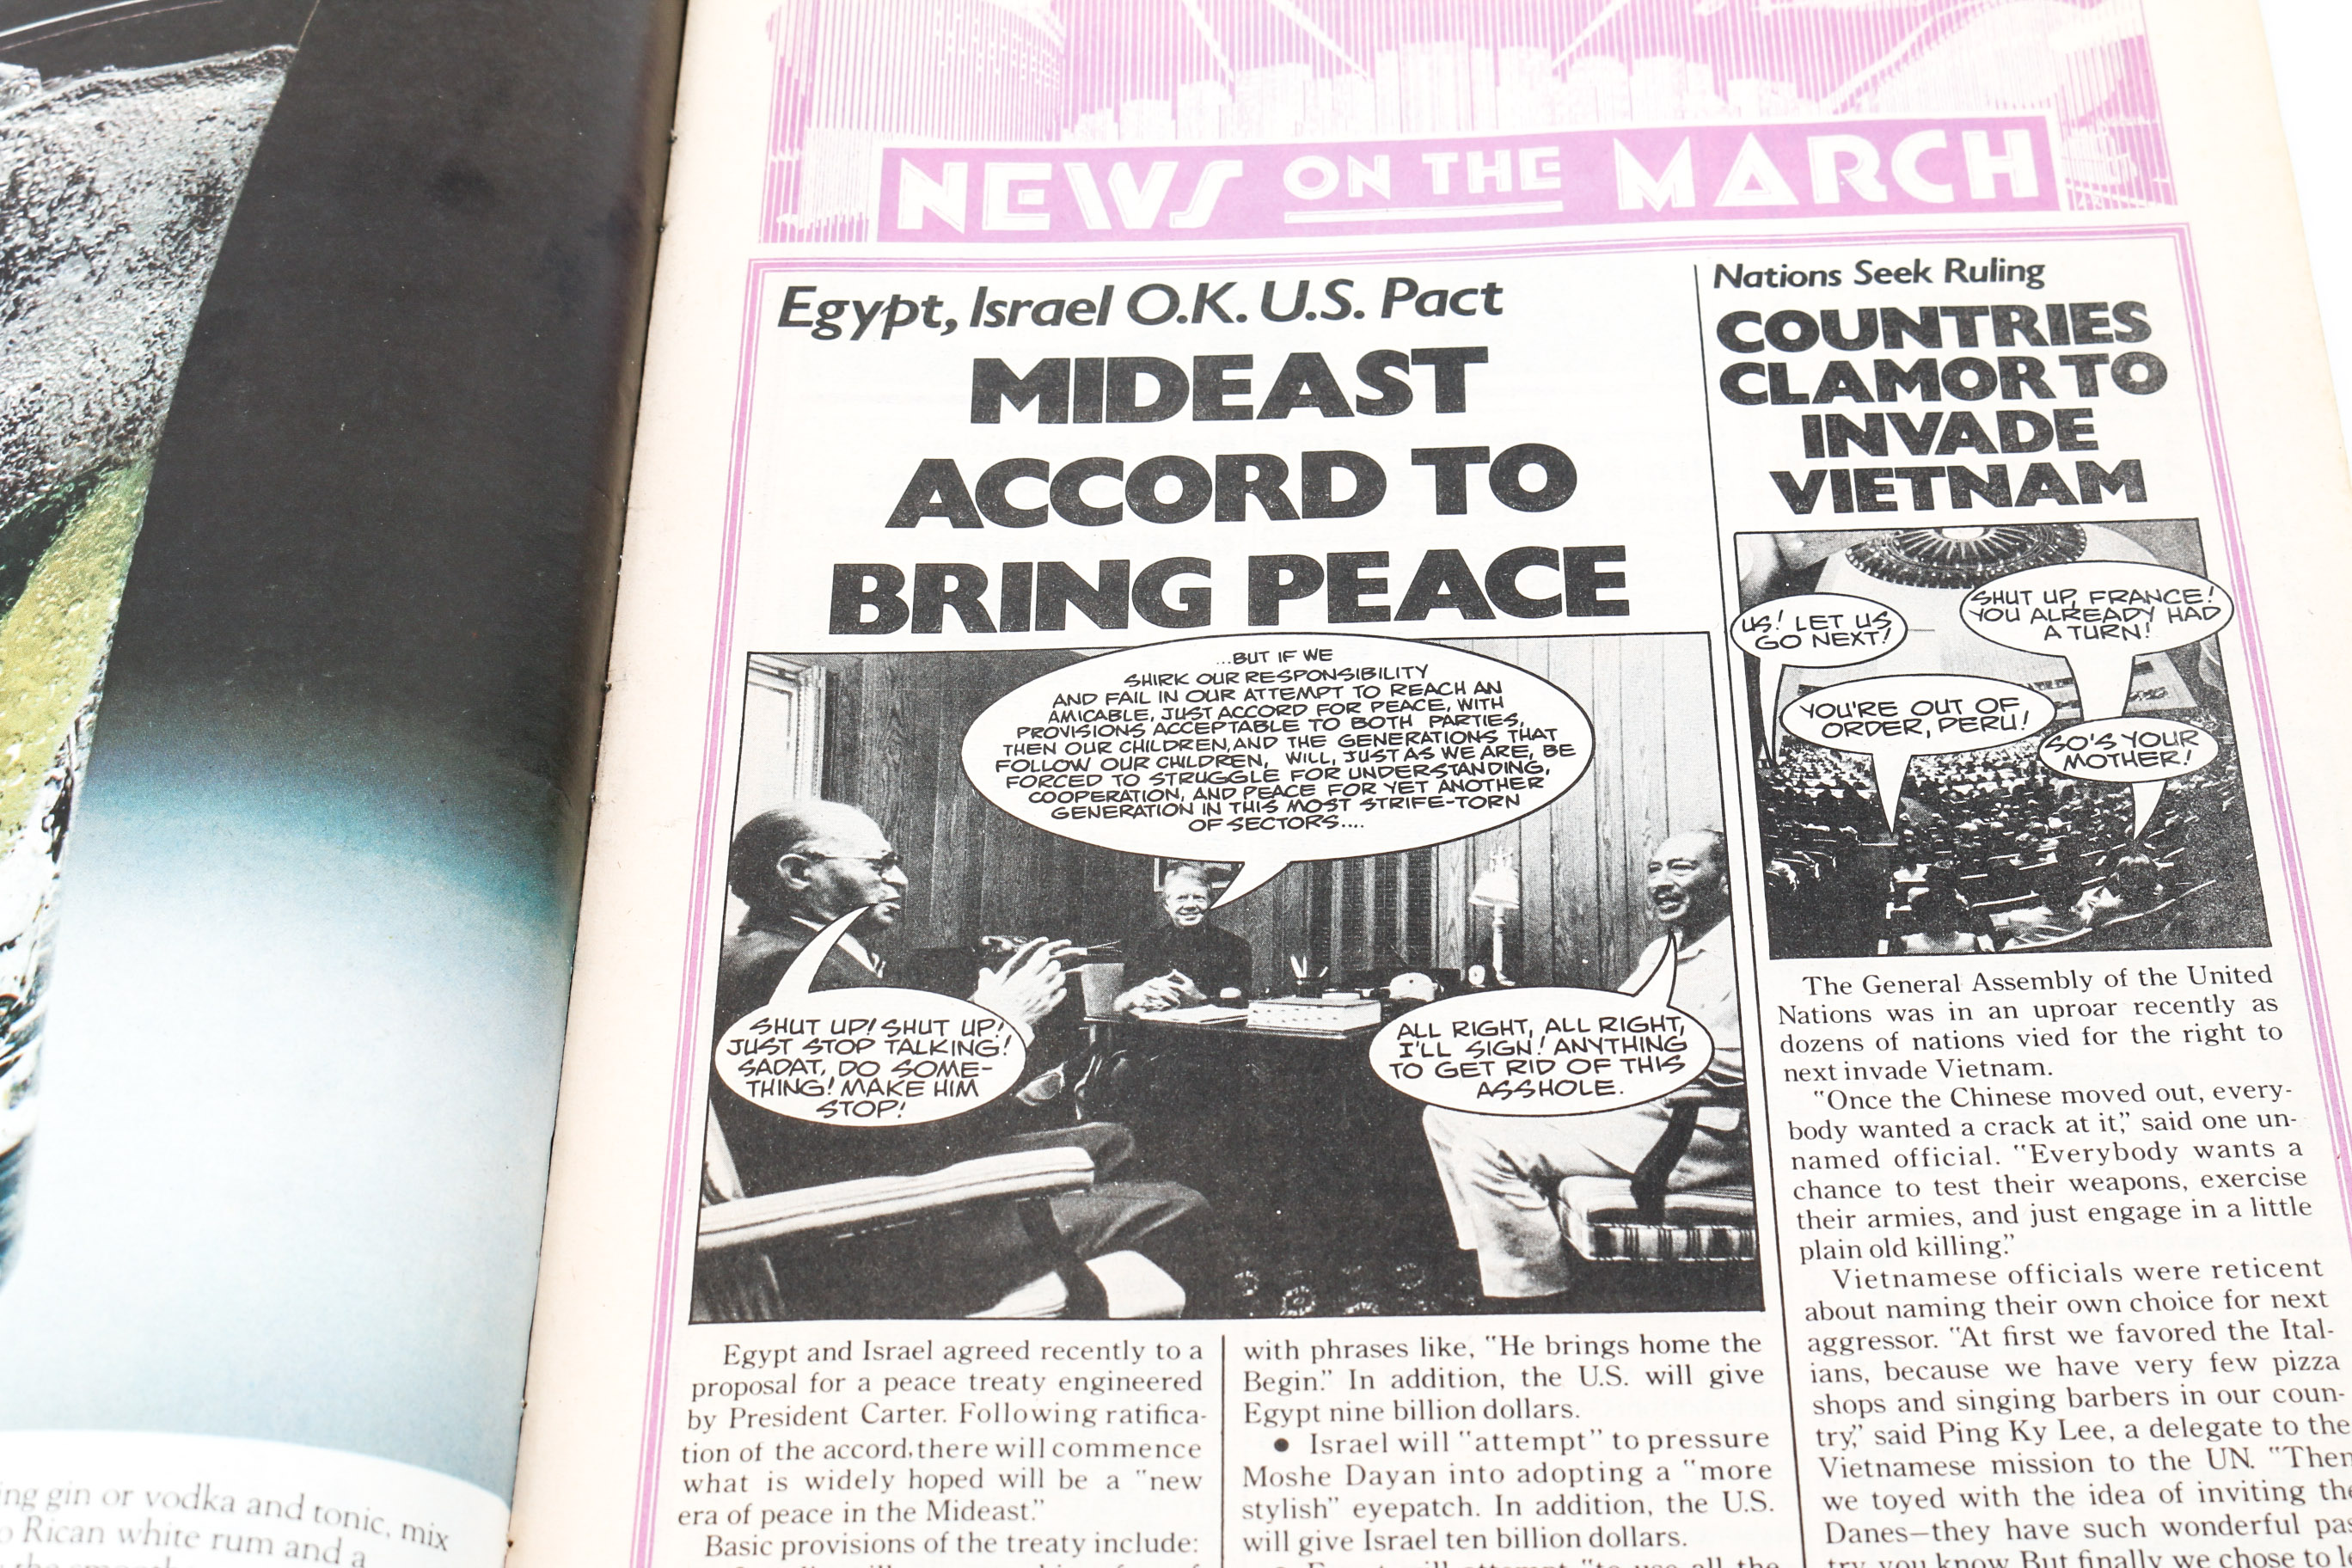 NEWS ON THE MARCH
Egypt, Israel O.K. U.S. Pact
MIDEAST
ACCORD TO
BRING PEACE
...BUT IF WE
SHIRK OUR RESPONSIBILITY
AND FAIL IN OUR ATTEMPT TO REACH AN
AMICABLE, JUST ACCORD FOR PEACE, WITH
PROVISIONS ACCEPTABLE TO BOTH PARTIES,
THEN OUR CHILDREN, AND THE GENERATIONS THAT
FOLLOW OUR CHILDREN, WILL, JUST AS WE ARE, BE
FORCED TO STRUGGLE FOR UNDERSTANDING,
COOPERATION, AND PEACE FOR YET ANOTHER
GENERATION IN THIS MOST STRIFE-TORN
OF SECTORS....
SHUT UP! SHUT UP!
JUST STOP TALKING!
SADAT, DO SOME-
THING! MAKE HIM
STOP!
ALL RIGHT, ALL RIGHT,
I'LL SIGN! ANYTHING
TO GET RID OF THIS
ASSHOLE.
Egypt and Israel agreed recently to a
proposal for a peace treaty engineered
by President Carter. Following ratifica-
tion of the accord, there will commence
what is widely hoped will be a "new
era of peace in the Mideast."
Basic provisions of the treaty include:
with phrases like, "He brings home the
Begin." In addition, the U.S. will give
Egypt nine billion dollars.
• Israel will "attempt" to pressure
Moshe Dayan into adopting a "more
stylish" eyepatch. In addition, the U.S.
will give Israel ten billion dollars.
Nations Seek Ruling
COUNTRIES
CLAMOR TO
INVADE
VIETNAM
US! LET US
GO NEXT!
SHUT UP, FRANCE!
YOU ALREADY HAD
A TURN!
YOU'RE OUT OF
ORDER, PERU!
SO'S YOUR
MOTHER!
The General Assembly of the United
Nations was in an uproar recently as
dozens of nations vied for the right to
next invade Vietnam.
"Once the Chinese moved out, every-
body wanted a crack at it," said one un-
named official. "Everybody wants a
chance to test their weapons, exercise
their armies, and just engage in a little
plain old killing."
Vietnamese officials were reticent
about naming their own choice for next
aggressor. "At first we favored the Ital-
ians, because we have very few pizza
shops and singing barbers in our coun-
try," said Ping Ky Lee, a delegate to the
Vietnamese mission to the UN. "Then
we toyed with the idea of inviting the
Danes—they have such wonderful pas
try, you know. But finally we chose to
ing gin or vodka and tonic, mix
o Rican white rum and a